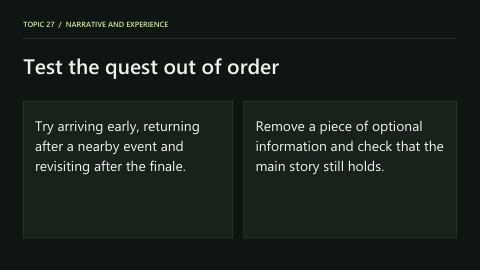 TOPIC 27 / NARRATIVE AND EXPERIENCE
Test the quest out of order
Try arriving early, returning
after a nearby event and
revisiting after the finale.
Remove a piece of optional
information and check that the
main story still holds.